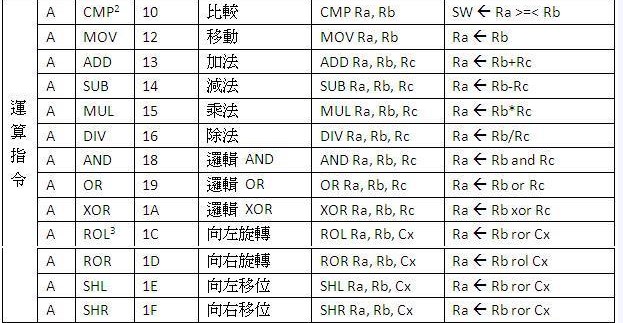 運算指令
A CMP2 10 比較 CMP Ra, Rb SW ← Ra >=< Rb
A MOV 12 移動 MOV Ra, Rb Ra ← Rb
A ADD 13 加法 ADD Ra, Rb, Rc Ra ← Rb+Rc
A SUB 14 減法 SUB Ra, Rb, Rc Ra ← Rb-Rc
A MUL 15 乘法 MUL Ra, Rb, Rc Ra ← Rb*Rc
A DIV 16 除法 DIV Ra, Rb, Rc Ra ← Rb/Rc
A AND 18 邏輯 AND AND Ra, Rb, Rc Ra ← Rb and Rc
A OR 19 邏輯 OR OR Ra, Rb, Rc Ra ← Rb or Rc
A XOR 1A 邏輯 XOR XOR Ra, Rb, Rc Ra ← Rb xor Rc
A ROL3 1C 向左旋轉 ROL Ra, Rb, Cx Ra ← Rb ror Cx
A ROR 1D 向右旋轉 ROR Ra, Rb, Cx Ra ← Rb rol Cx
A SHL 1E 向左移位 SHL Ra, Rb, Cx Ra ← Rb ror Cx
A SHR 1F 向右移位 SHR Ra, Rb, Cx Ra ← Rb ror Cx